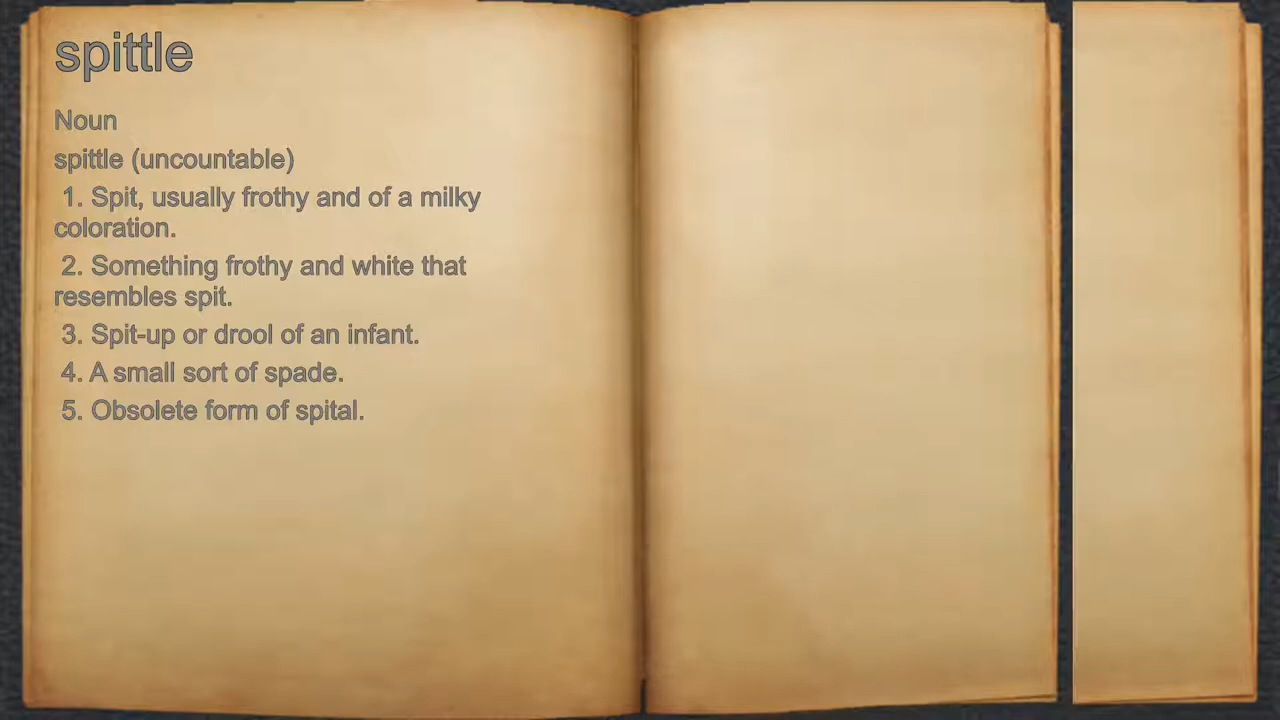 spittle
Noun
spittle (uncountable)
1. Spit, usually frothy and of a milky
coloration.
2. Something frothy and white that
resembles spit.
3. Spit-up or drool of an infant.
4. A small sort of spade.
5. Obsolete form of spital.